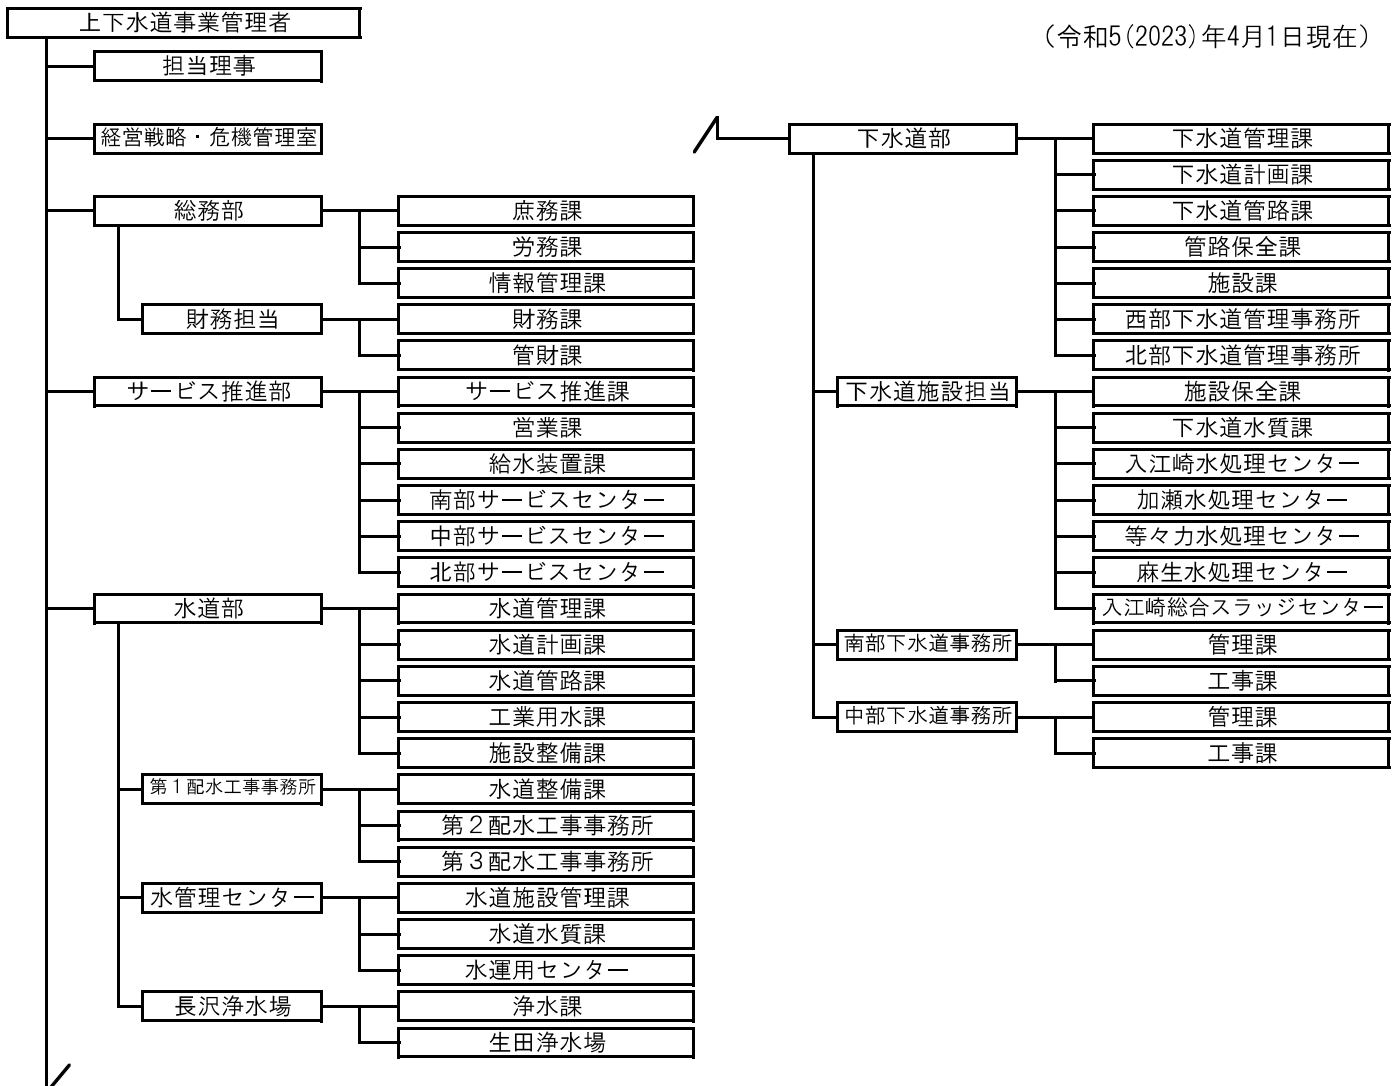 上下水道事業管理者
（令和5(2023)年4月1日現在）
担当理事
経営戦略・危機管理室
総務部
庶務課
労務課
情報管理課
財務担当
財務課
管財課
サービス推進部
サービス推進課
営業課
給水装置課
南部サービスセンター
中部サービスセンター
北部サービスセンター
水道部
水道管理課
水道計画課
水道管路課
工業用水課
施設整備課
第１配水工事事務所
水道整備課
第２配水工事事務所
第３配水工事事務所
水管理センター
水道施設管理課
水道水質課
水運用センター
長沢浄水場
浄水課
生田浄水場
下水道部
下水道管理課
下水道計画課
下水道管路課
管路保全課
施設課
西部下水道管理事務所
北部下水道管理事務所
下水道施設担当
施設保全課
下水道水質課
入江崎水処理センター
加瀬水処理センター
等々力水処理センター
麻生水処理センター
入江崎総合スラッジセンター
南部下水道事務所
管理課
工事課
中部下水道事務所
管理課
工事課